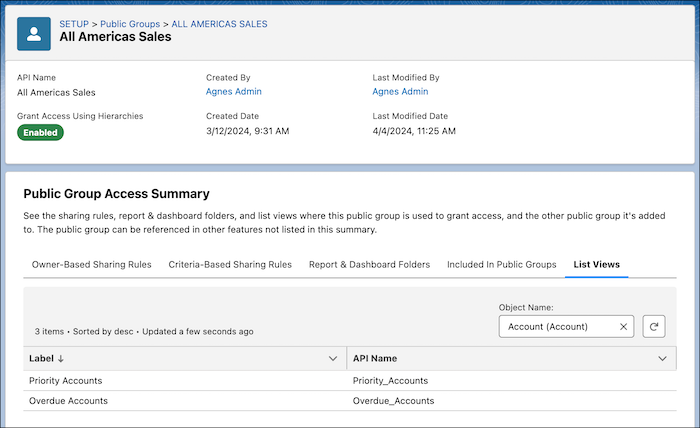 SETUP > Public Groups > ALL AMERICAS SALES
All Americas Sales
API Name Created By Last Modified By
All Americas Sales Agnes Admin Agnes Admin
Grant Access Using Hierarchies Created Date Last Modified Date
Enabled 3/12/2024, 9:31 AM 4/4/2024, 11:25 AM
Public Group Access Summary
See the sharing rules, report & dashboard folders, and list views where this public group is used to grant access, and the other public group it's added
to. The public group can be referenced in other features not listed in this summary.
Owner-Based Sharing Rules Criteria-Based Sharing Rules Report & Dashboard Folders Included In Public Groups List Views
Object Name:
3 items • Sorted by desc • Updated a few seconds ago Account (Account)
Label ↓ API Name
Priority Accounts Priority_Accounts
Overdue Accounts Overdue_Accounts